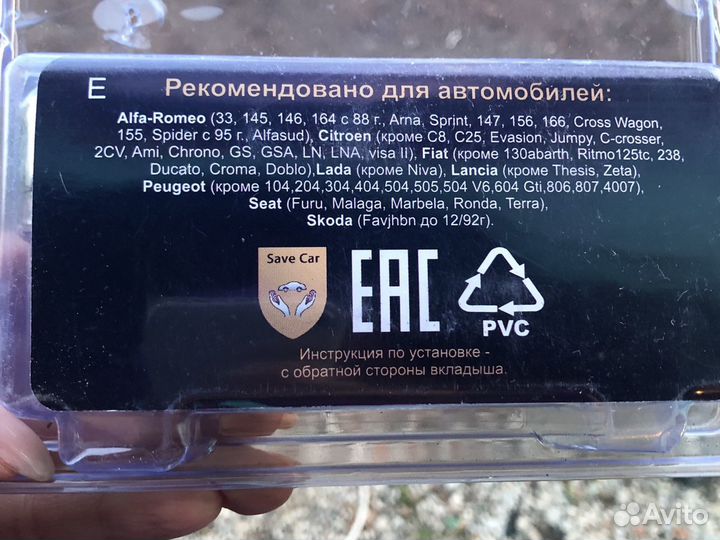 E Рекомендовано для автомобилей:
Alfa-Romeo (33, 145, 146, 164 с 88 г., Arna, Sprint, 147, 156, 166, Cross Wagon,
155, Spider с 95 г., Alfasud), Citroen (кроме C8, C25, Evasion, Jumpy, C-crosser,
2CV, Ami, Chrono, GS, GSA, LN, LNA, visa II), Fiat (кроме 130abarth, Ritmo125tc, 238,
Ducato, Croma, Doblo),Lada (кроме Niva), Lancia (кроме Thesis, Zeta),
Peugeot (кроме 104,204,304,404,504,505,504 V6,604 Gti,806,807,4007),
Seat (Furu, Malaga, Marbela, Ronda, Terra),
Skoda (Favjhbn до 12/92г).
Save Car
EAC
PVC
Инструкция по установке -
с обратной стороны вкладыша.
Avito